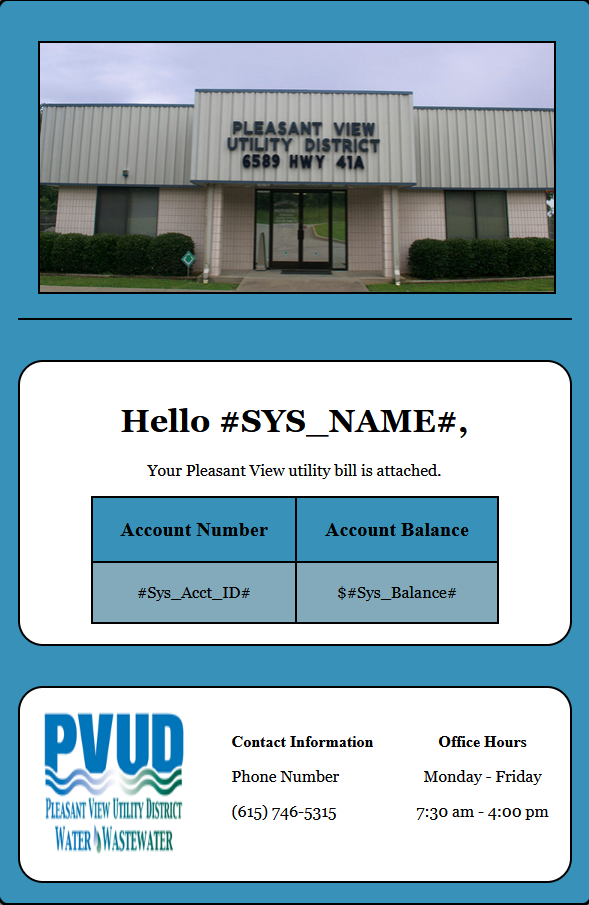 PLEASANT VIEW
UTILITY DISTRICT
6589 HWY 41A
Hello #SYS_NAME#,
Your Pleasant View utility bill is attached.
Account Number Account Balance
#Sys_Acct_ID# $#Sys_Balance#
PVUD
PLEASANT VIEW UTILITY DISTRICT
WATER WASTEWATER
Contact Information
Phone Number
(615) 746-5315
Office Hours
Monday - Friday
7:30 am - 4:00 pm